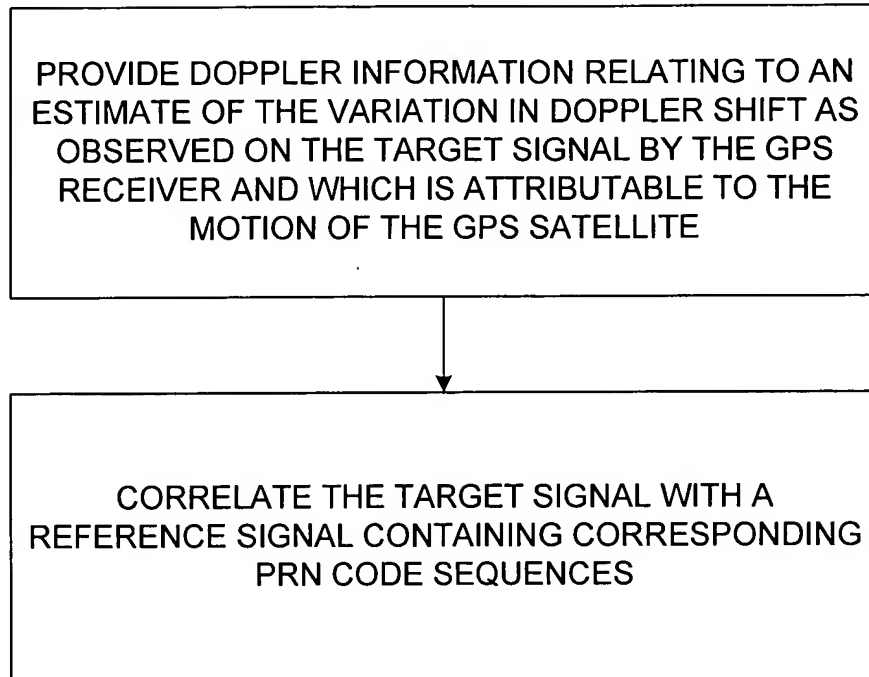 PROVIDE DOPPLER INFORMATION RELATING TO AN
ESTIMATE OF THE VARIATION IN DOPPLER SHIFT AS
OBSERVED ON THE TARGET SIGNAL BY THE GPS
RECEIVER AND WHICH IS ATTRIBUTABLE TO THE
MOTION OF THE GPS SATELLITE
CORRELATE THE TARGET SIGNAL WITH A
REFERENCE SIGNAL CONTAINING CORRESPONDING
PRN CODE SEQUENCES